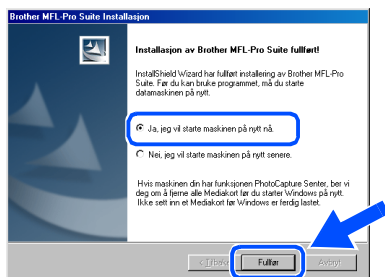 Brother MFL-Pro Suite Installasjon
Installasjon av Brother MFL-Pro Suite fullført!
InstallShield Wizard har fullført installering av Brother MFL-Pro
Suite. Før du kan bruke programmet, må du starte
datamaskinen på nytt.
Ja, jeg vil starte maskinen på nytt nå.
Nei, jeg vil starte maskinen på nytt senere.
Hvis maskinen din har funksjonen PhotoCapture Senter, ber vi
deg om å fjerne alle Mediakort før du starter Windows på nytt.
Ikke sett inn et Mediakort før Windows er ferdig lastet.
< Tilbake Fullfør Avbryt